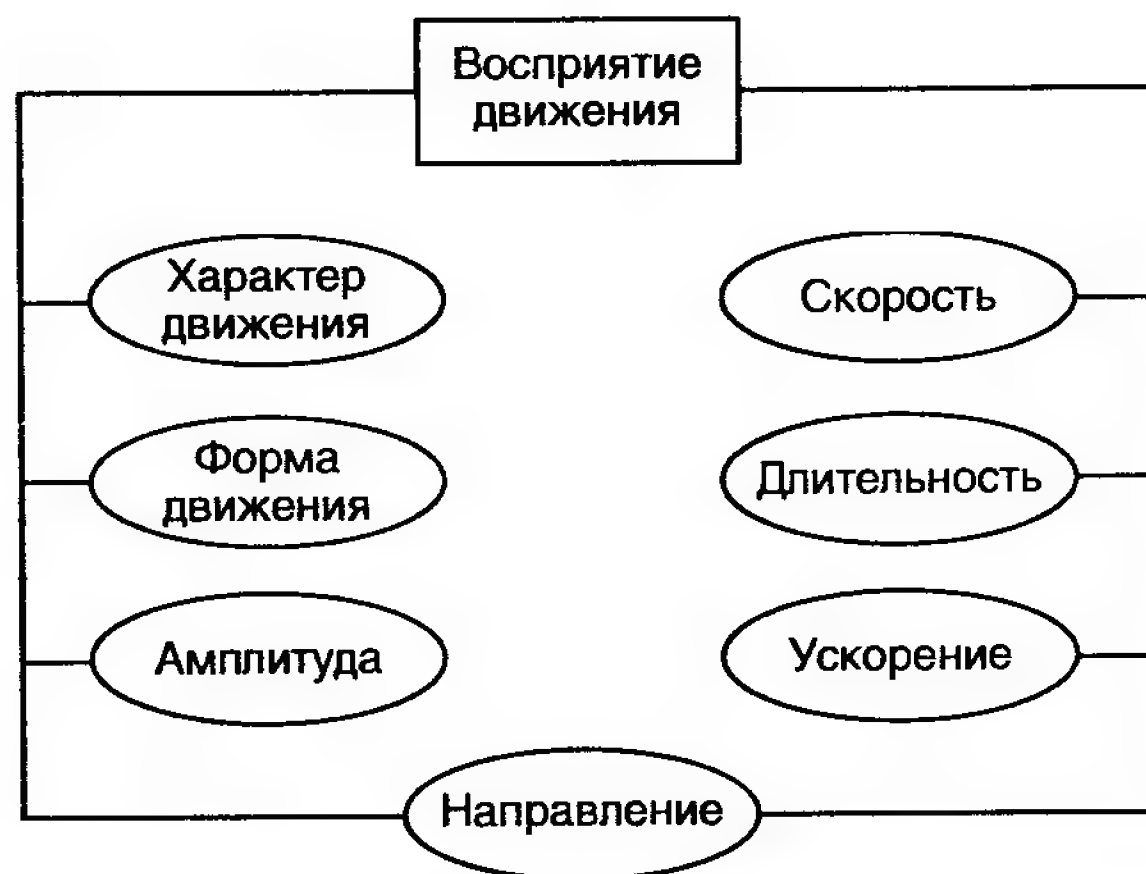 Восприятие
движения
Характер
движения
Скорость
Форма
движения
Длительность
Амплитуда
Ускорение
Направление